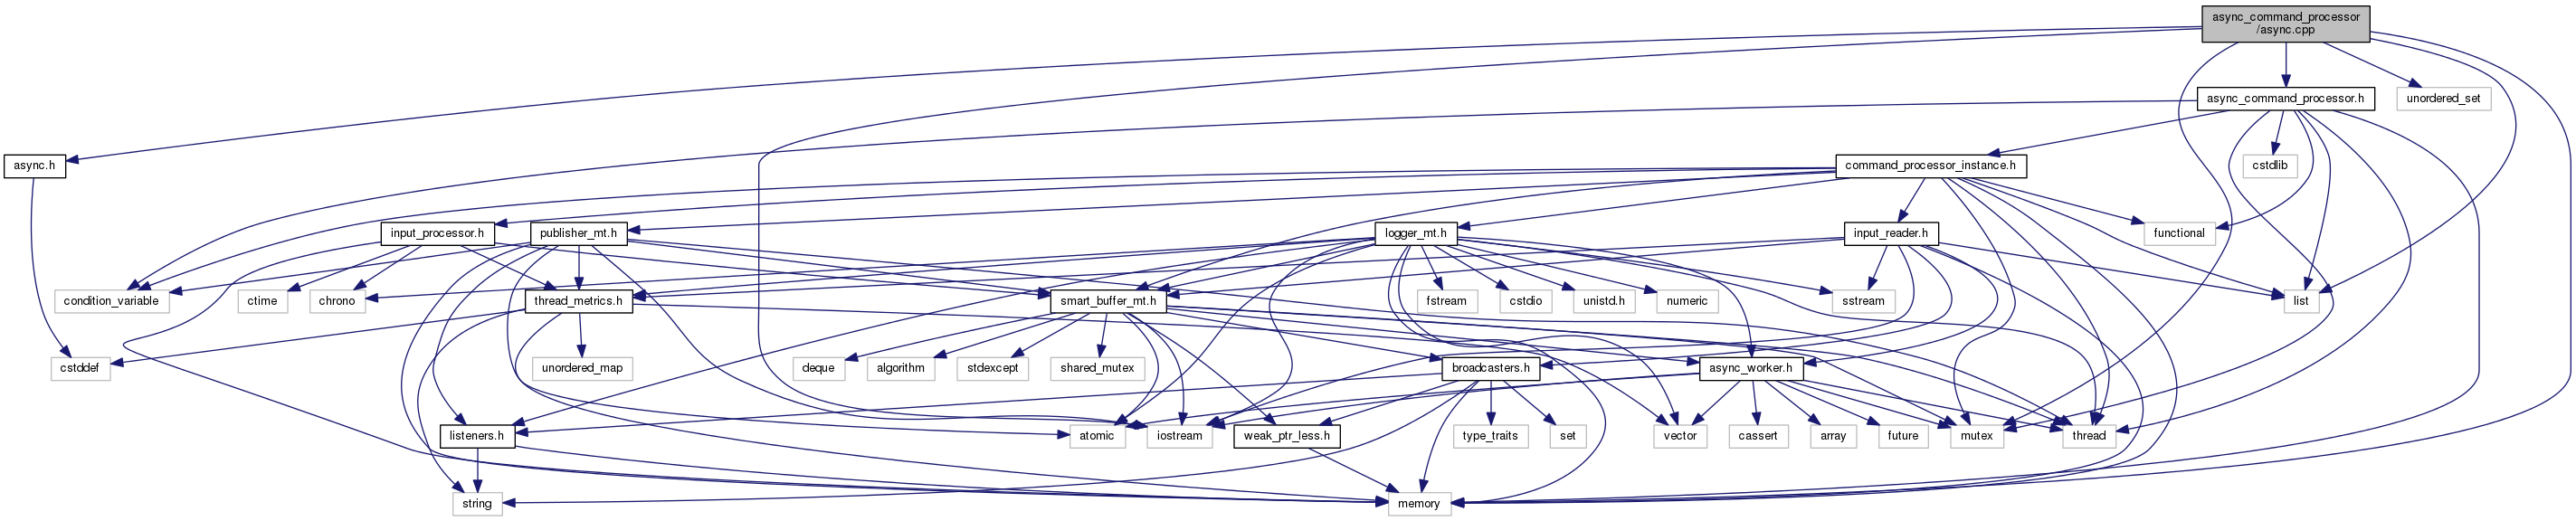 async_command_processor
/async.cpp
async_command_processor.h
unordered_set
async.h
command_processor_instance.h
cstdlib
input_processor.h
publisher_mt.h
logger_mt.h
input_reader.h
functional
condition_variable
ctime
chrono
thread_metrics.h
smart_buffer_mt.h
fstream
cstdio
unistd.h
numeric
sstream
list
cstddef
unordered_map
deque
algorithm
stdexcept
shared_mutex
broadcasters.h
async_worker.h
listeners.h
atomic
iostream
weak_ptr_less.h
type_traits
set
vector
cassert
array
future
mutex
thread
string
memory